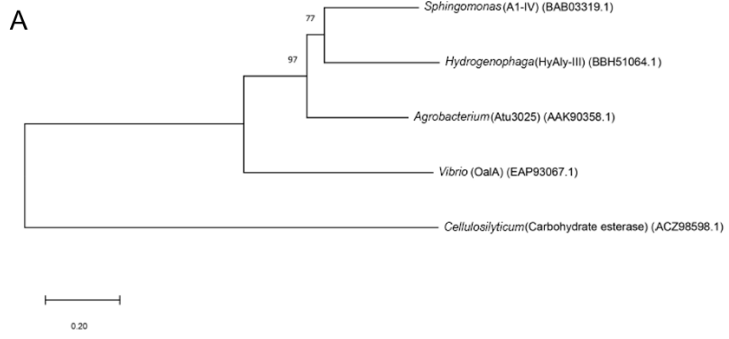 A
Sphingomonas(A1-IV) (BAB03319.1)
77
Hydrogenophaga(HyAly-III) (BBH51064.1)
97
Agrobacterium(Atu3025) (AAK90358.1)
Vibrio (OalA) (EAP93067.1)
Cellulosilyticum(Carbohydrate esterase) (ACZ98598.1)
0.20